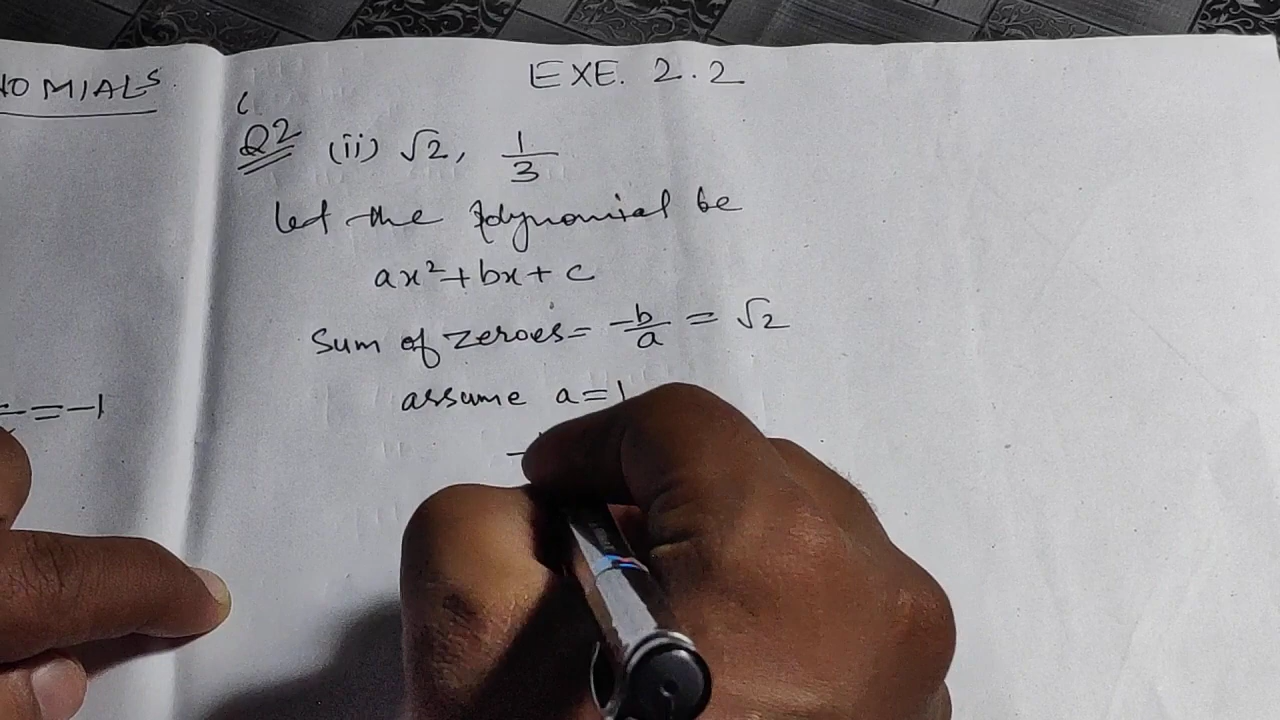 EXE. 2.2
Q2 (ii) √2, 1/3
Let the polynomial be
ax²+bx+c
Sum of zeroes= -b/a = √2
assume a=1
=-1